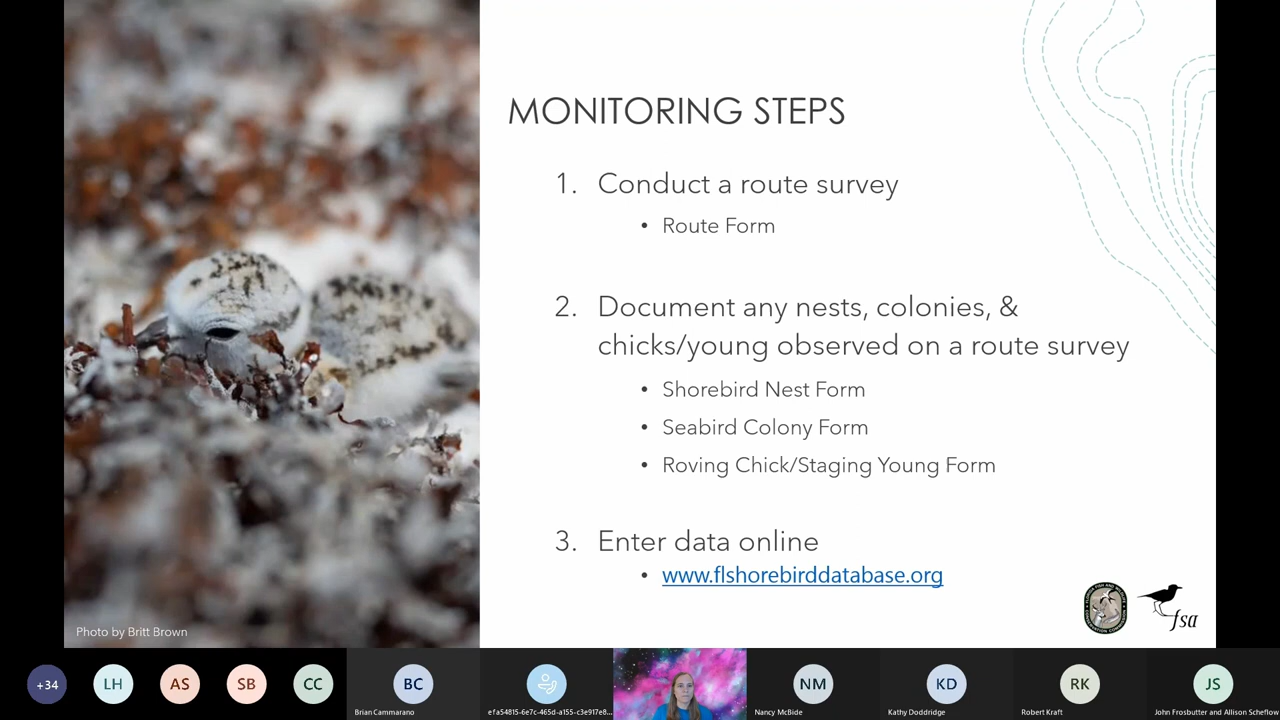 MONITORING STEPS
1. Conduct a route survey
• Route Form
2. Document any nests, colonies, &
chicks/young observed on a route survey
• Shorebird Nest Form
• Seabird Colony Form
• Roving Chick/Staging Young Form
3. Enter data online
• www.flshorebirddatabase.org
Photo by Britt Brown
fsa
+34
LH
AS
SB
CC
BC
NM
KD
RK
JS
Brian Cammarano
Nancy McBide
Kathy Doddridge
Robert Kraft
John Frosbutter and Allison Scheflow